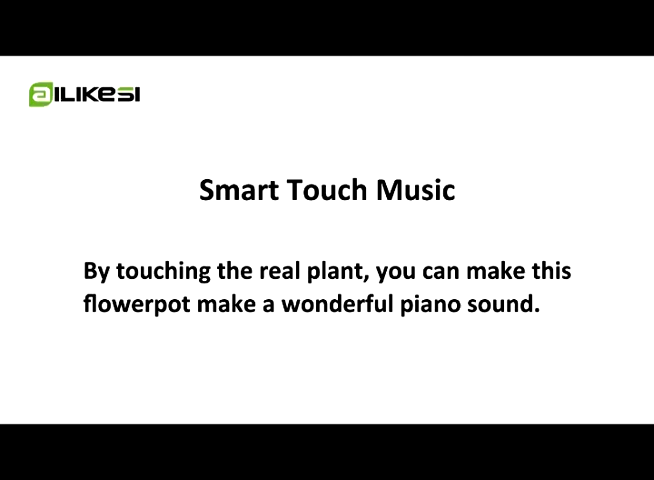 aILIKESI
Smart Touch Music
By touching the real plant, you can make this
flowerpot make a wonderful piano sound.